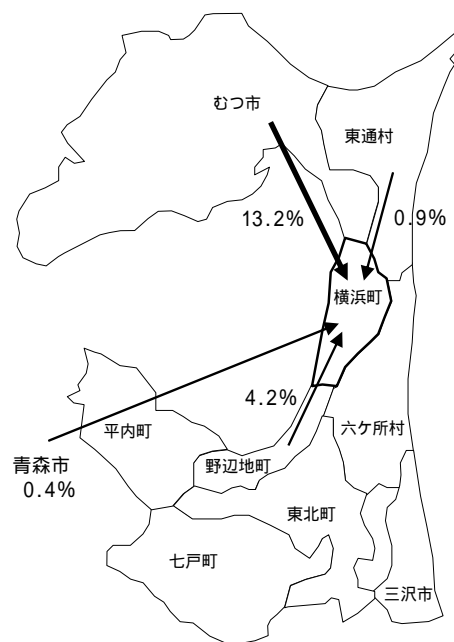 むつ市
東通村
13.2%
0.9%
横浜町
4.2%
平内町
六ケ所村
青森市
0.4%
野辺地町
東北町
七戸町
三沢市